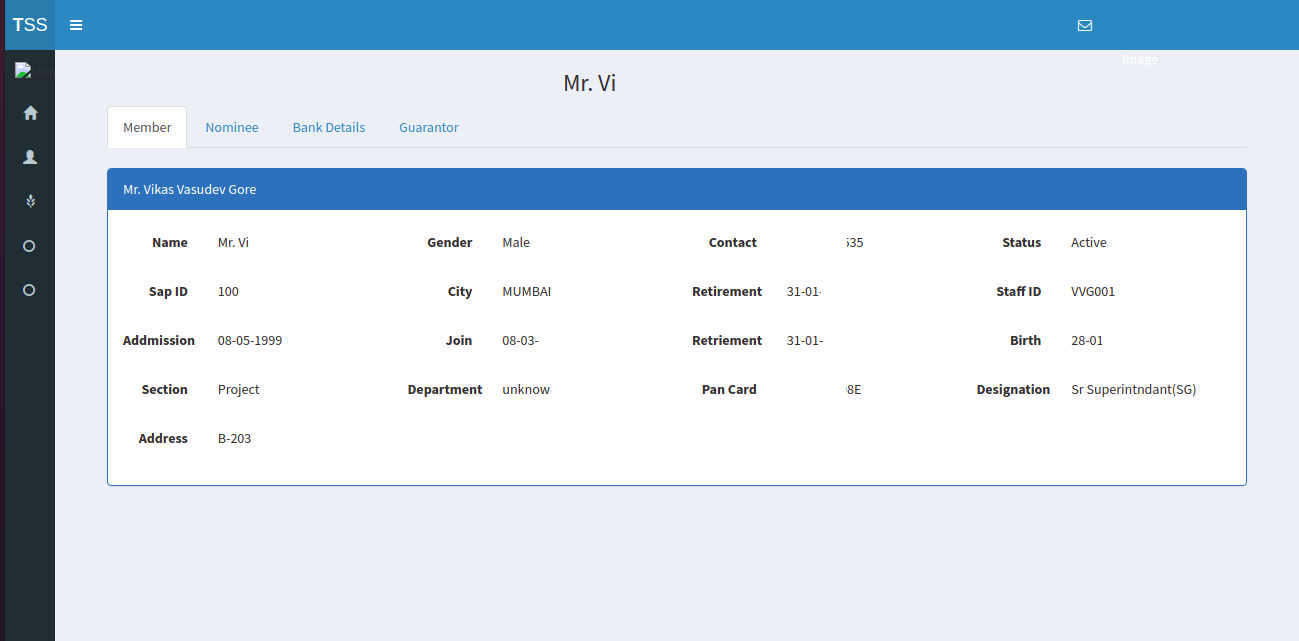 TSS
Image
Mr. Vi
Member Nominee Bank Details Guarantor
Mr. Vikas Vasudev Gore
Name Mr. Vi Gender Male Contact 535 Status Active
Sap ID 100 City MUMBAI Retirement 31-01- Staff ID VVG001
Addmission 08-05-1999 Join 08-03- Retriement 31-01- Birth 28-01
Section Project Department unknow Pan Card 8E Designation Sr Superintndant(SG)
Address B-203